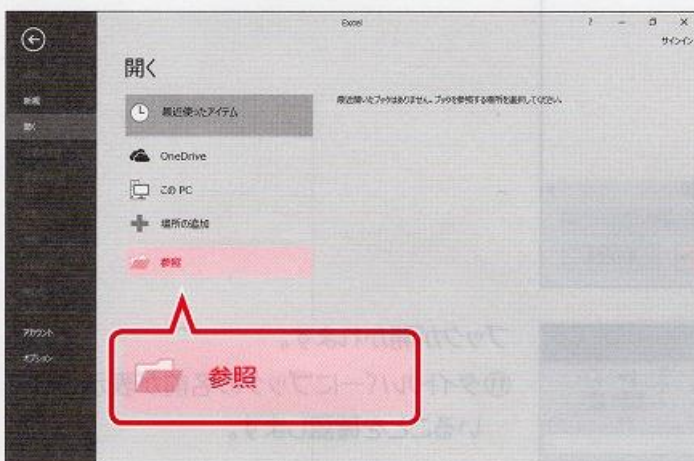 Excel
? − X
サインイン
開く
新規
開く
最近使ったアイテム
最近開いたブックはありません。ブックを参照する場所を選択してください。
OneDrive
この PC
場所の追加
参照
参照
アカウント
オプション